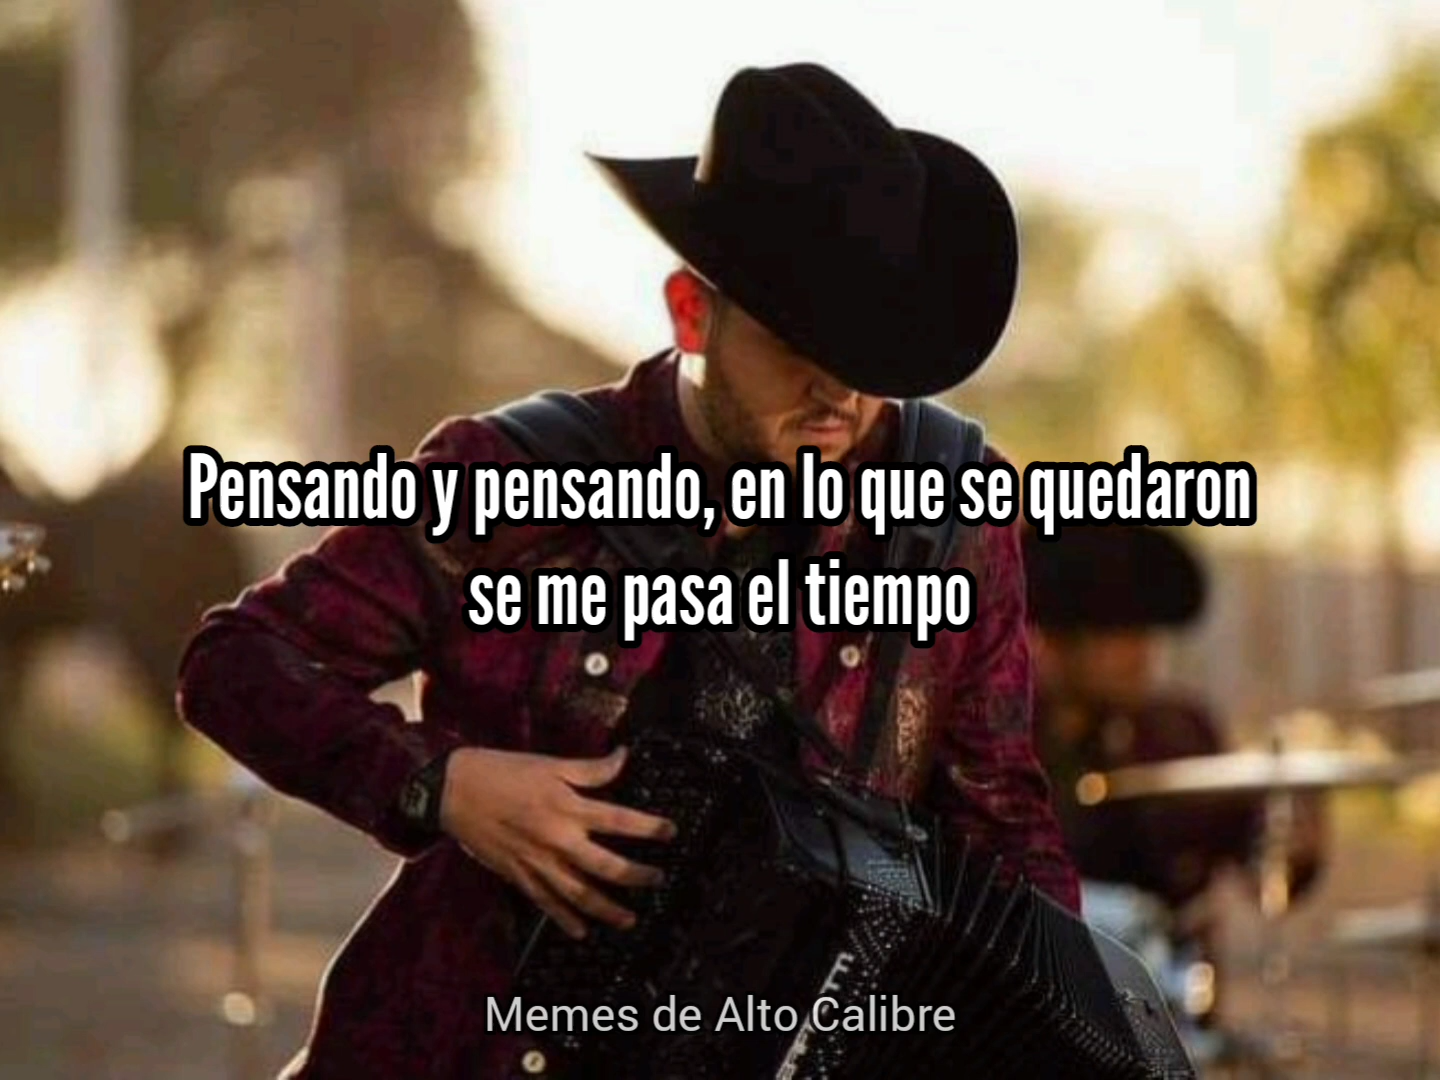 Pensando y pensando, en lo que se quedaron
se me pasa el tiempo
Memes de Alto Calibre